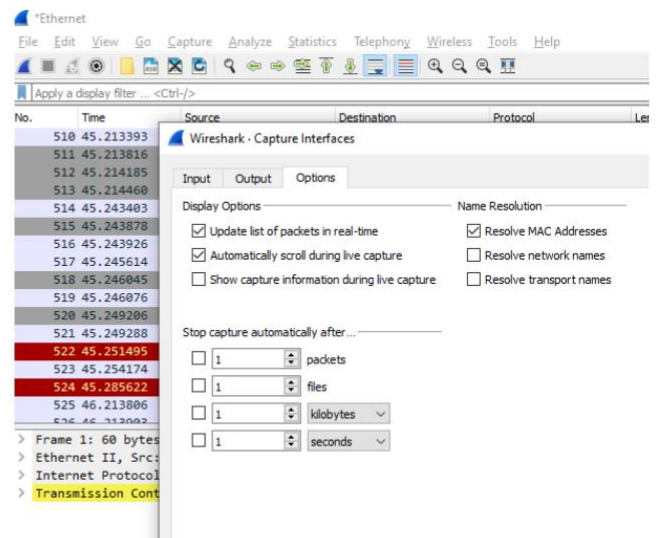 *Ethernet
File Edit View Go Capture Analyze Statistics Telephony Wireless Tools Help
Apply a display filter ... <Ctrl-/>
No. Time Source Destination Protocol Len
510 45.213393
511 45.213816
512 45.214185
513 45.214460
514 45.243403
515 45.243878
516 45.243926
517 45.245614
518 45.246045
519 45.246076
520 45.249206
521 45.249288
522 45.251495
523 45.254174
524 45.285622
525 46.213806
526 46.213903
Frame 1: 60 bytes
Ethernet II, Src:
Internet Protocol
Transmission Cont
Wireshark · Capture Interfaces
Input Output Options
Display Options
Update list of packets in real-time
Automatically scroll during live capture
Show capture information during live capture
Name Resolution
Resolve MAC Addresses
Resolve network names
Resolve transport names
Stop capture automatically after...
1 packets
1 files
1 kilobytes
1 seconds